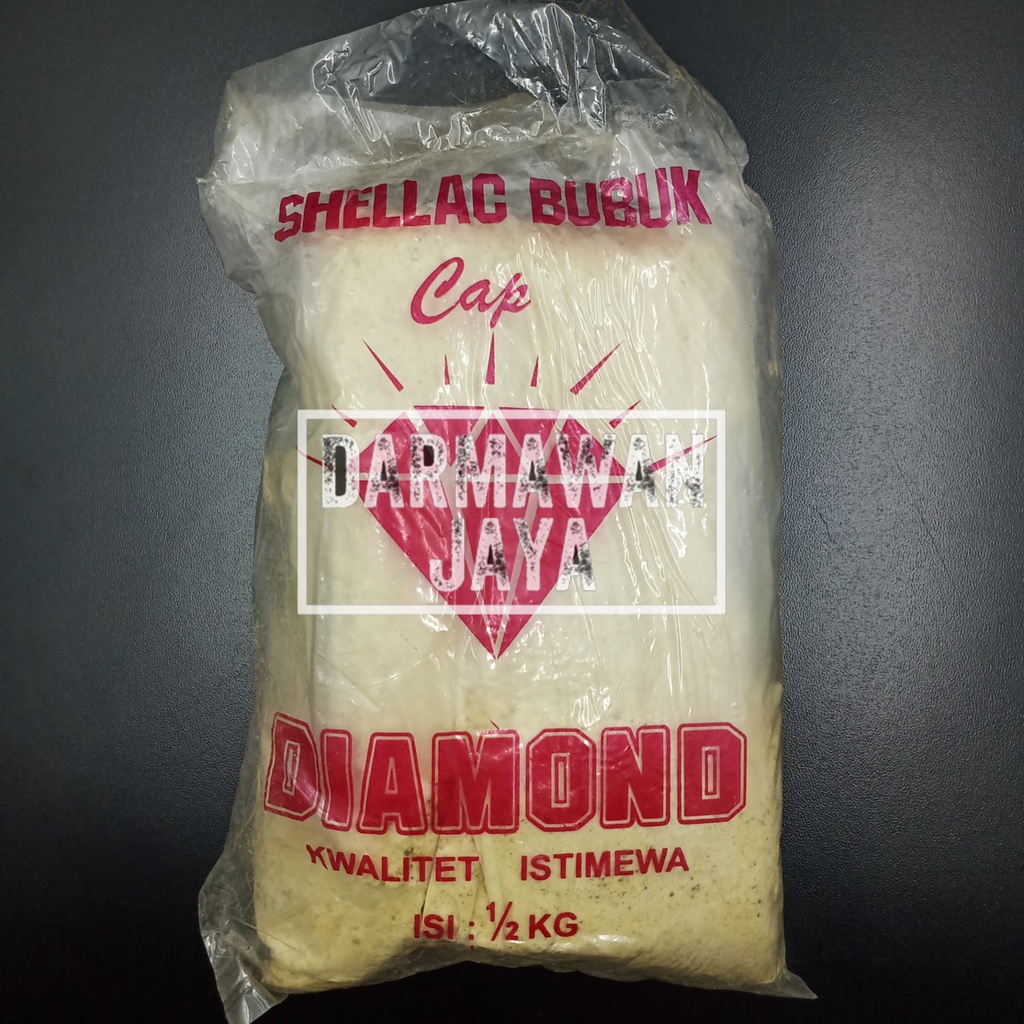 SHELLAC BUBUK
Cap
DARMAWAN
JAYA
DIAMOND
KWALITET ISTIMEWA
ISI : ½ KG